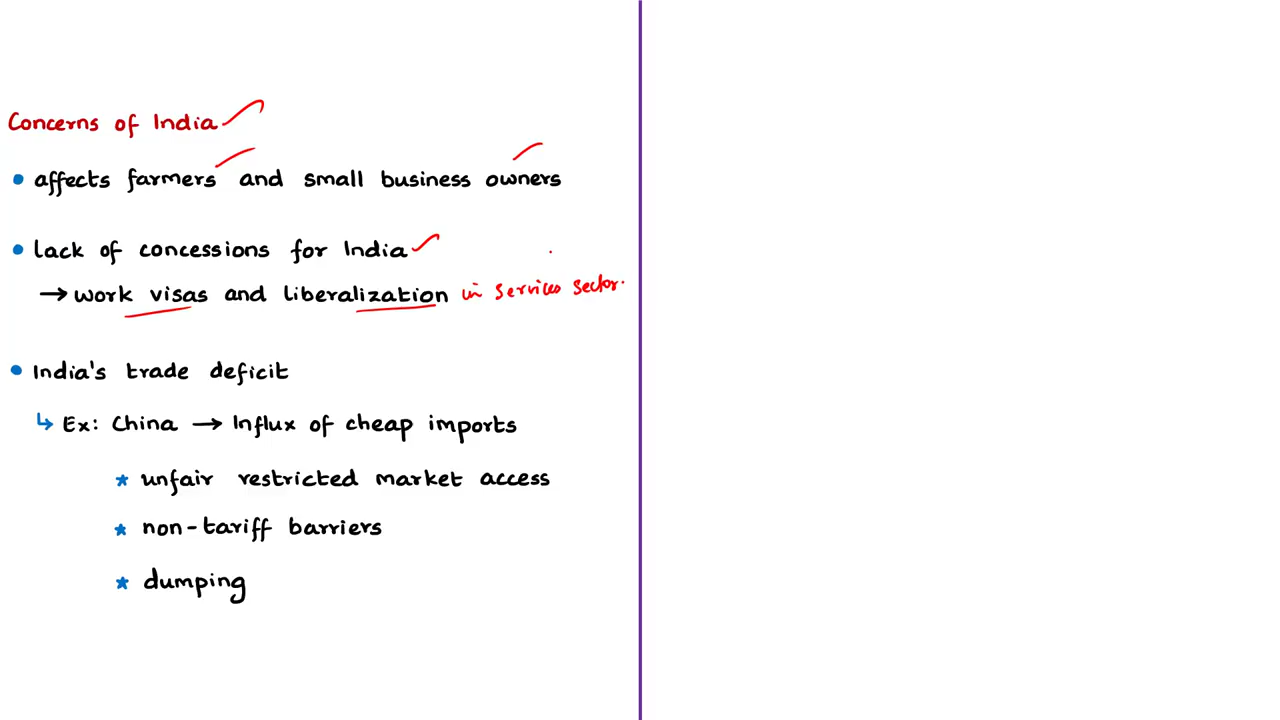 Concerns of India
• affects farmers and small business owners
• lack of concessions for India
→ work visas and liberalization in services sector.
• India's trade deficit
↳ Ex: China → Influx of cheap imports
* unfair restricted market access
* non-tariff barriers
* dumping